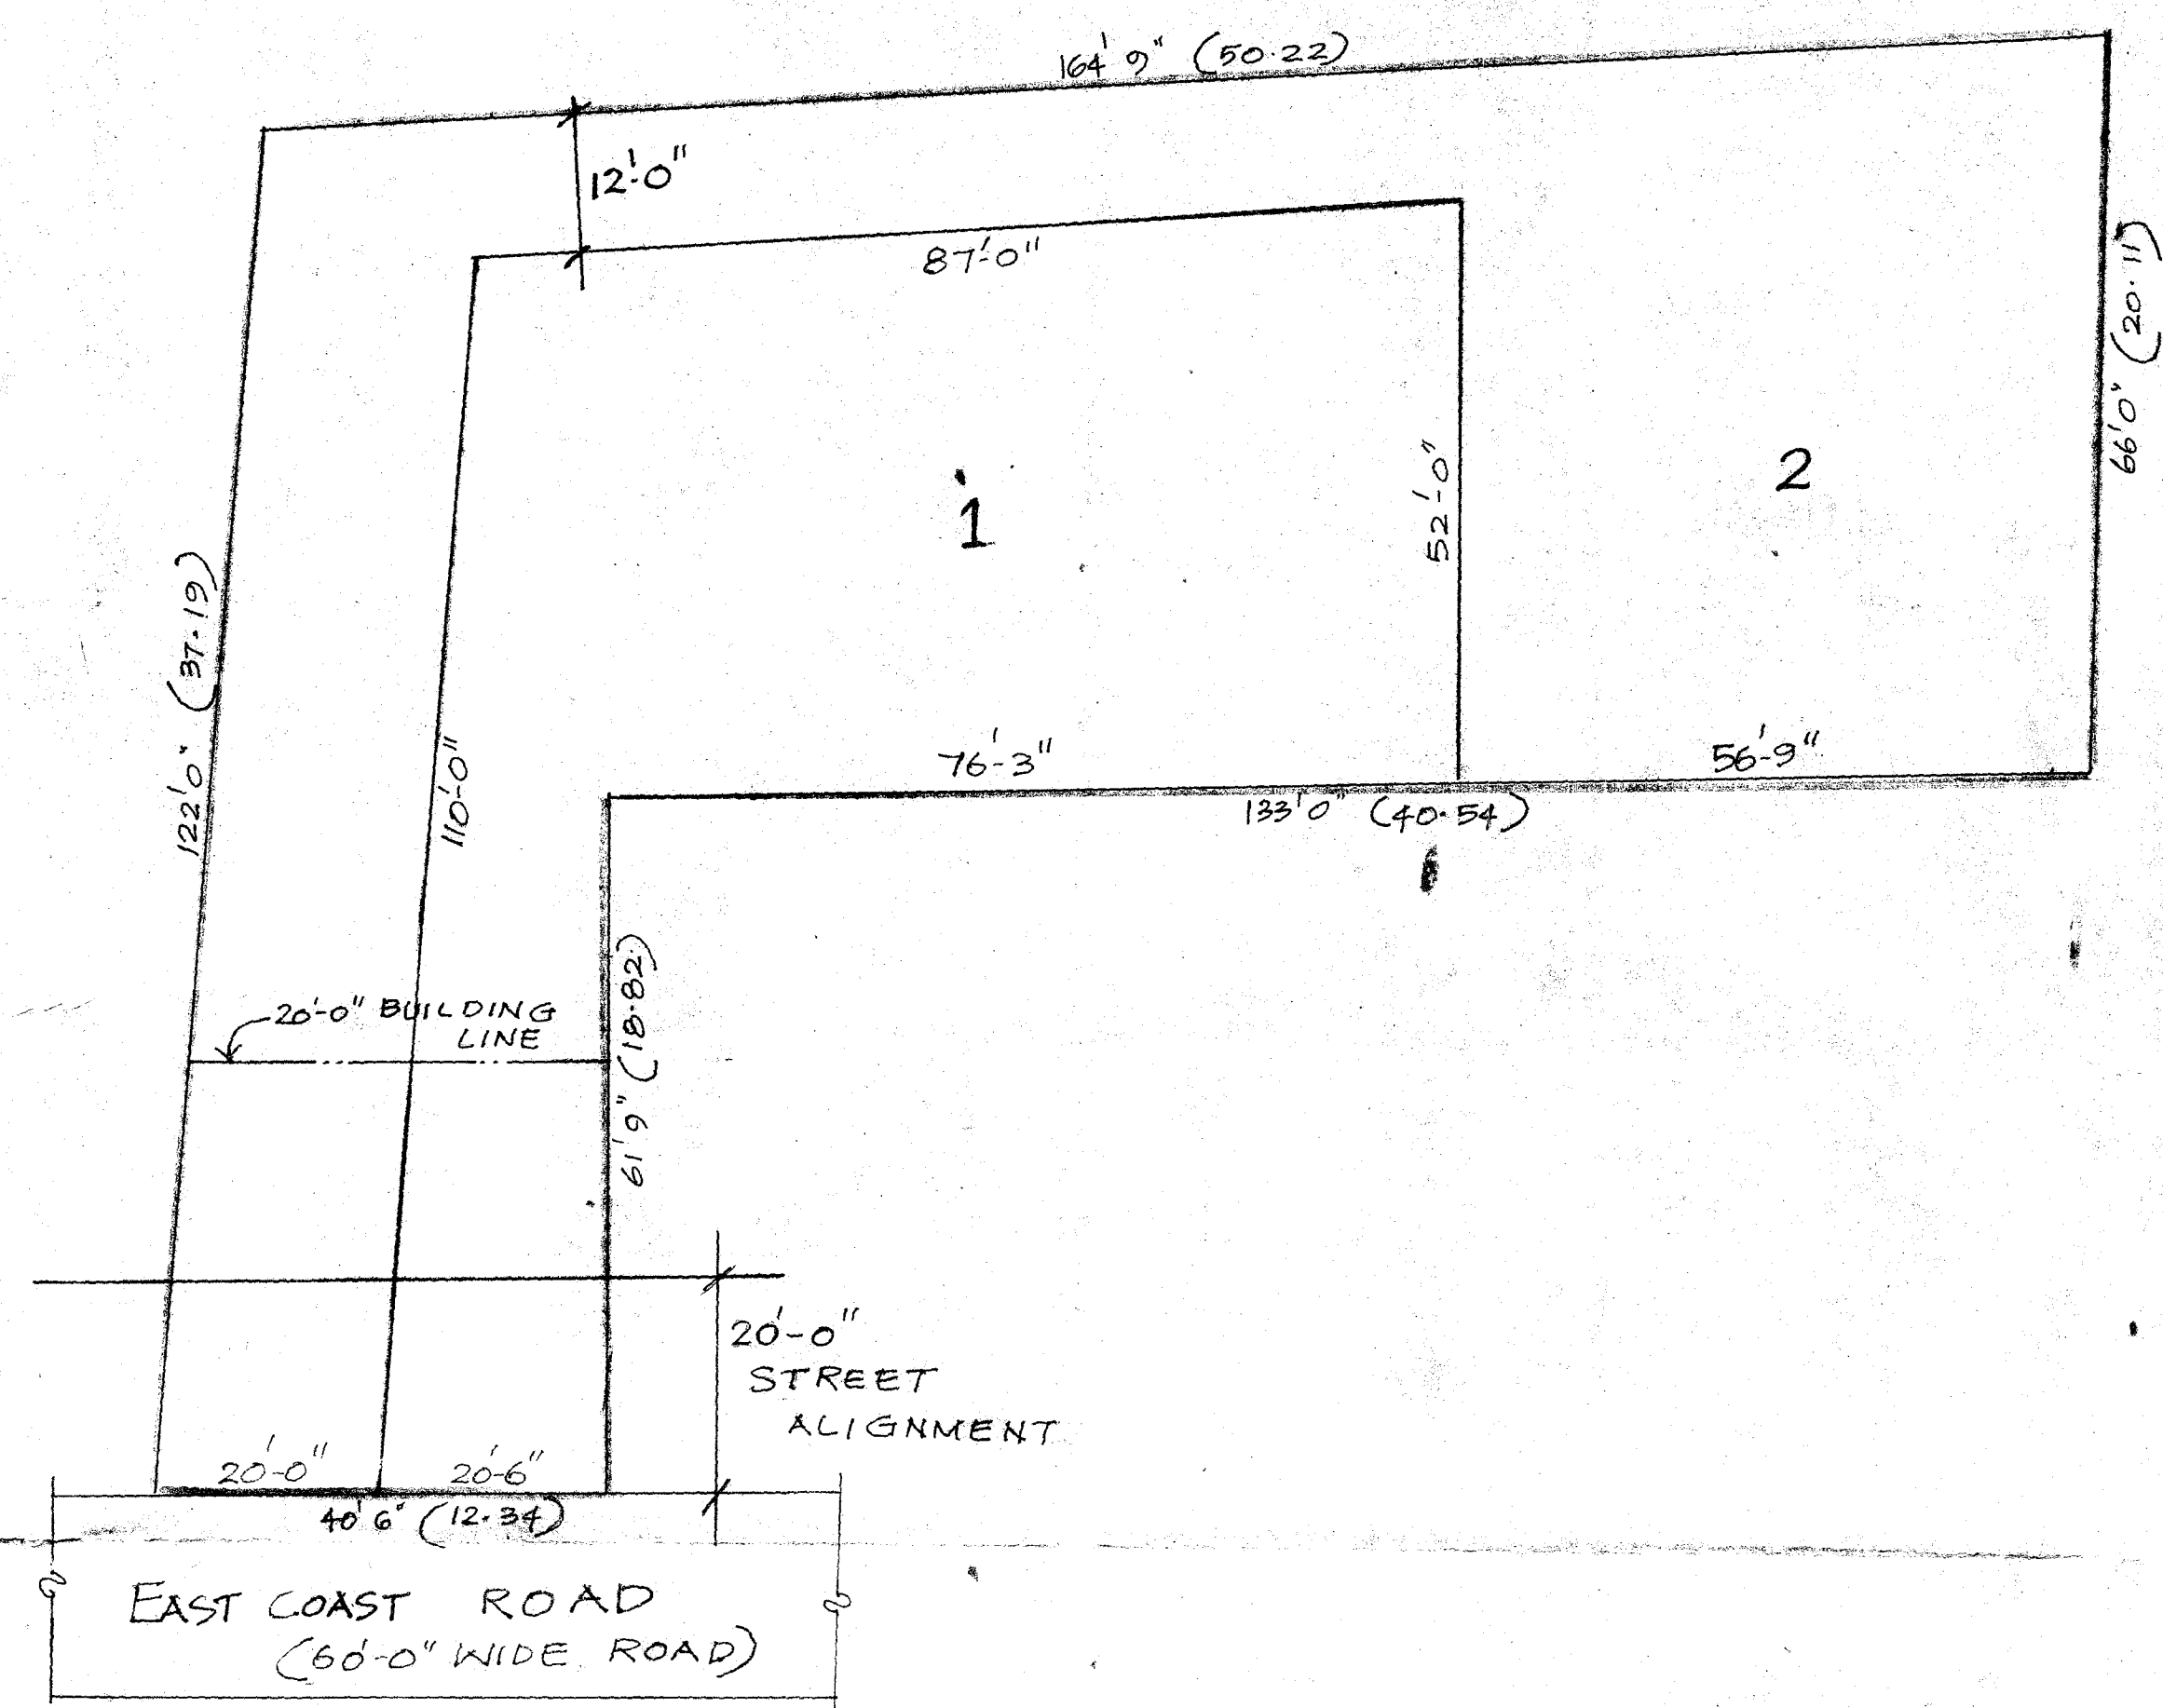 164'9" (50.22)
12'-0"
87'-0"
66'0" (20.11)
1
2
52'-0"
122'0" (37.19)
110'-0"
76'-3"
56'-9"
133'0" (40.54)
20'-0" BUILDING
LINE
61'9" (18.82)
20'-0"
STREET
ALIGNMENT
20'-0"
20'-6"
40'6" (12.34)
EAST COAST ROAD
(60'-0" WIDE ROAD)